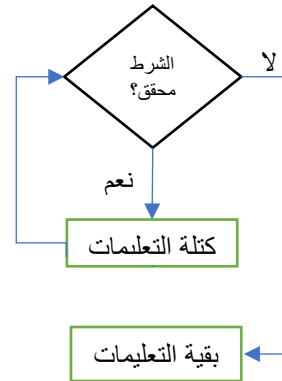 الشرط
محقق؟
لا
نعم
كتلة التعليمات
بقية التعليمات